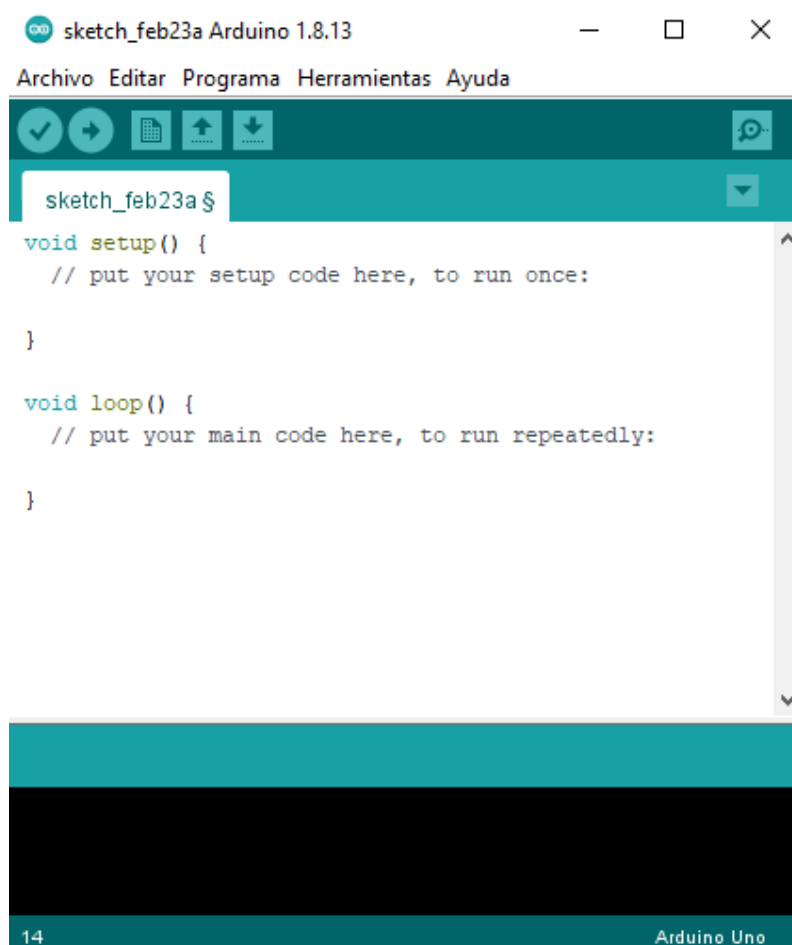 sketch_feb23a Arduino 1.8.13
Archivo Editar Programa Herramientas Ayuda
sketch_feb23a §
void setup() {
  // put your setup code here, to run once:
}
void loop() {
  // put your main code here, to run repeatedly:
}
14 Arduino Uno